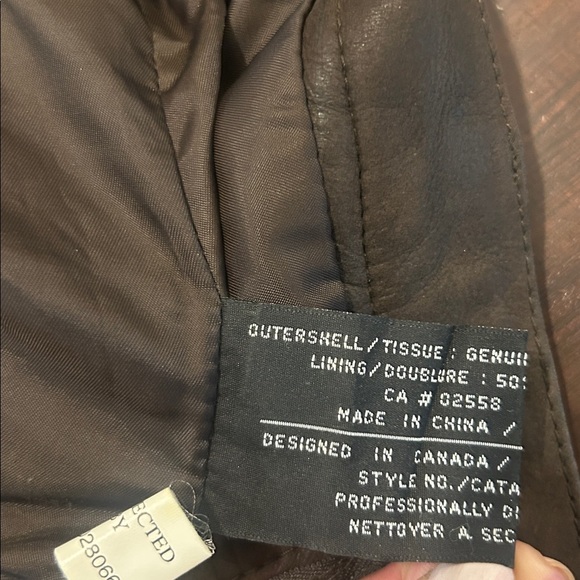 OUTERSHELL/TISSUE : GENUI
LINING/DOUBLURE : 50
CA # 02558
MADE IN CHINA /
DESIGNED IN CANADA /
STYLE NO./CATA
PROFESSIONALLY D
NETTOYER A SEC
ECTED
Y
28066